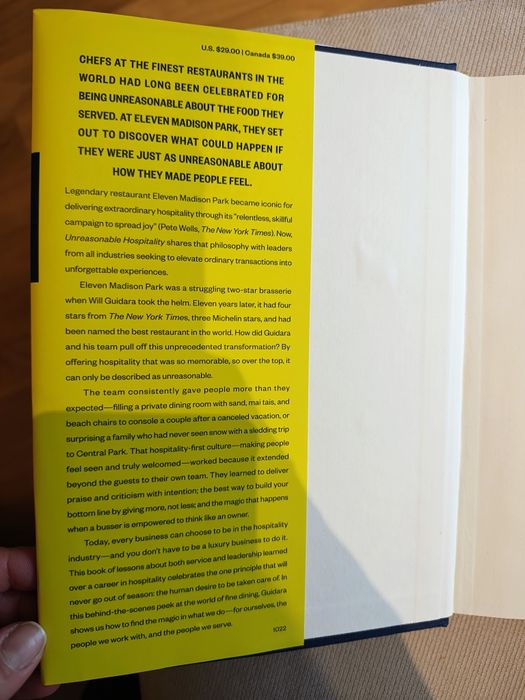 U.S. $29.00 | Canada $39.00
CHEFS AT THE FINEST RESTAURANTS IN THE
WORLD HAD LONG BEEN CELEBRATED FOR
BEING UNREASONABLE ABOUT THE FOOD THEY
SERVED. AT ELEVEN MADISON PARK, THEY SET
OUT TO DISCOVER WHAT COULD HAPPEN IF
THEY WERE JUST AS UNREASONABLE ABOUT
HOW THEY MADE PEOPLE FEEL.
Legendary restaurant Eleven Madison Park became iconic for
delivering extraordinary hospitality through its "relentless, skillful
campaign to spread joy" (Pete Wells, The New York Times). Now,
Unreasonable Hospitality shares that philosophy with leaders
from all industries seeking to elevate ordinary transactions into
unforgettable experiences.
Eleven Madison Park was a struggling two-star brasserie
when Will Guidara took the helm. Eleven years later, it had four
stars from The New York Times, three Michelin stars, and had
been named the best restaurant in the world. How did Guidara
and his team pull off this unprecedented transformation? By
offering hospitality that was so memorable, so over the top, it
can only be described as unreasonable.
The team consistently gave people more than they
expected—filling a private dining room with sand, mai tais, and
beach chairs to console a couple after a canceled vacation, or
surprising a family who had never seen snow with a sledding trip
to Central Park. That hospitality-first culture—making people
feel seen and truly welcomed—worked because it extended
beyond the guests to their own team. They learned to deliver
praise and criticism with intention; the best way to build your
bottom line by giving more, not less; and the magic that happens
when a busser is empowered to think like an owner.
Today, every business can choose to be in the hospitality
industry—and you don't have to be a luxury business to do it.
This book of lessons about both service and leadership learned
over a career in hospitality celebrates the one principle that will
never go out of season: the human desire to be taken care of. In
this behind-the-scenes peek at the world of fine dining, Guidara
shows us how to find the magic in what we do—for ourselves, the
people we work with, and the people we serve.
1022